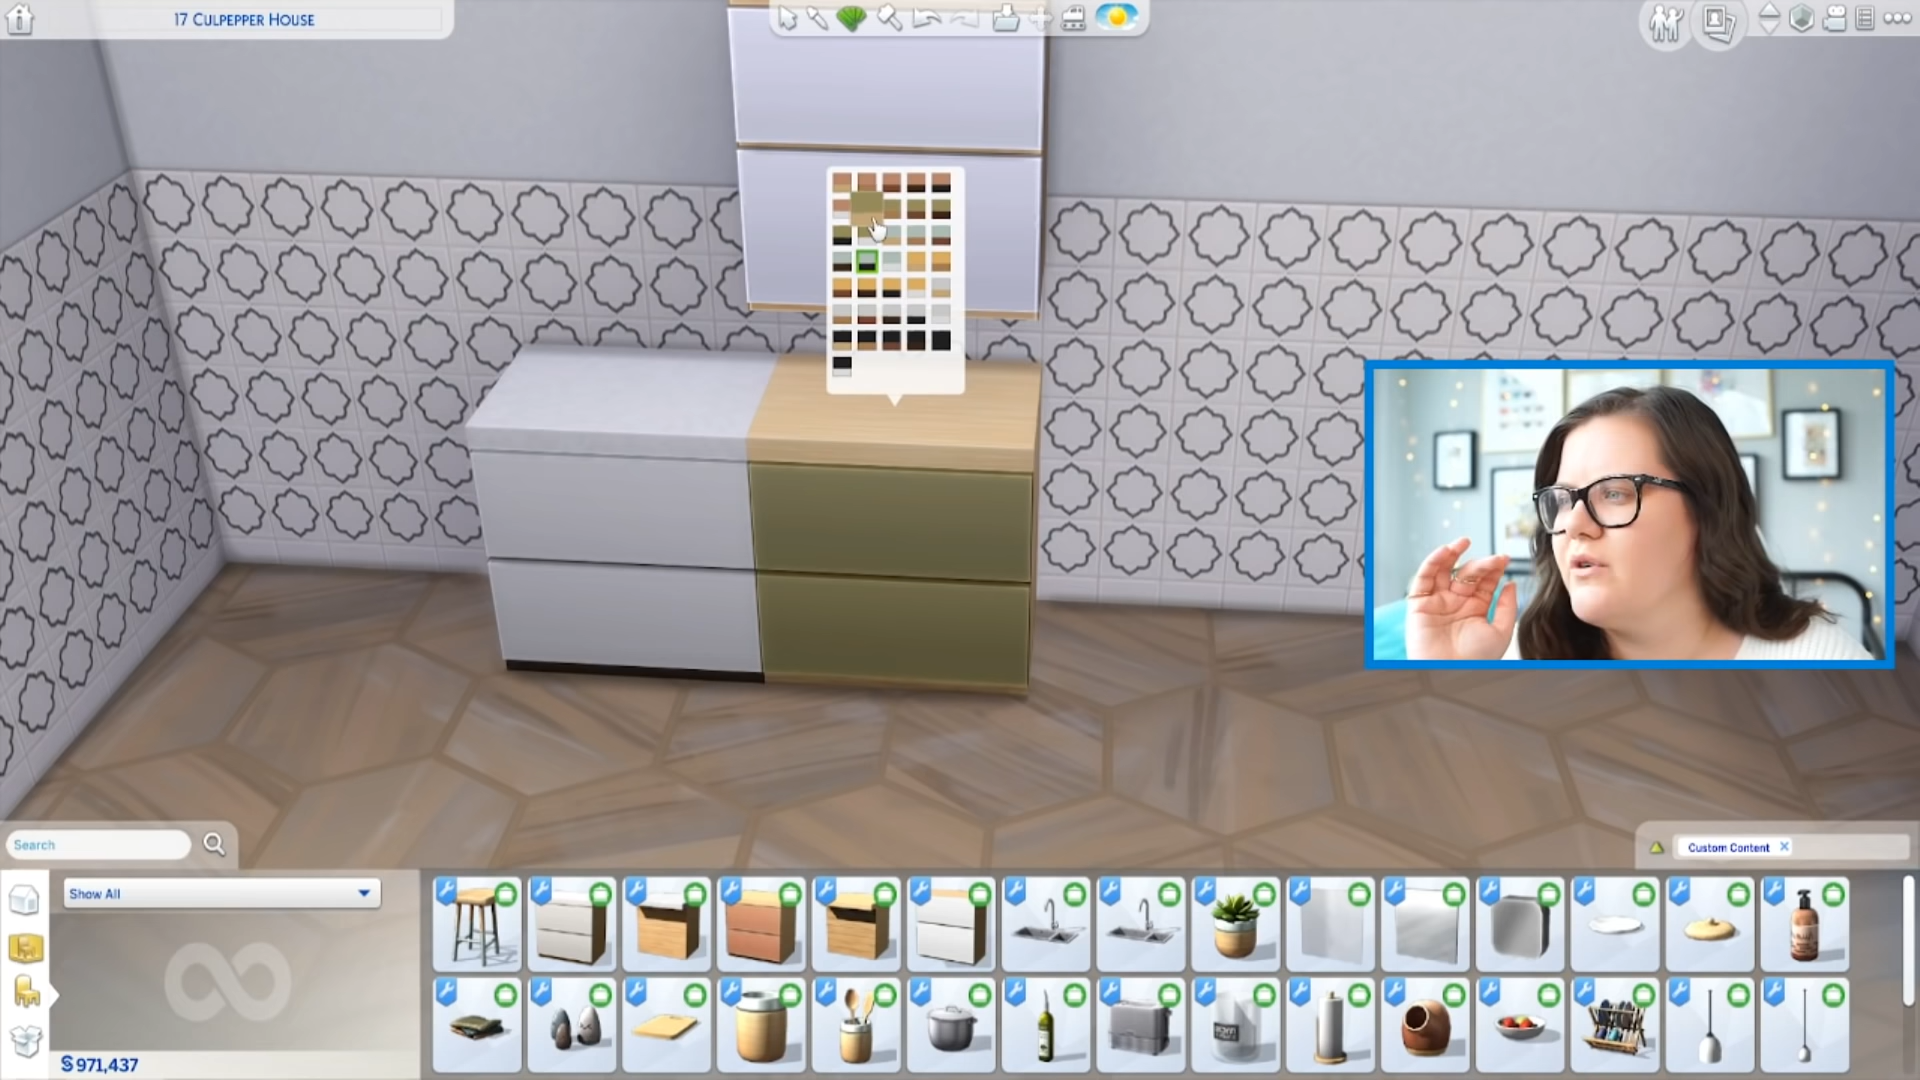 17 CULPEPPER HOUSE
Search
Custom Content
Show All
$971,437